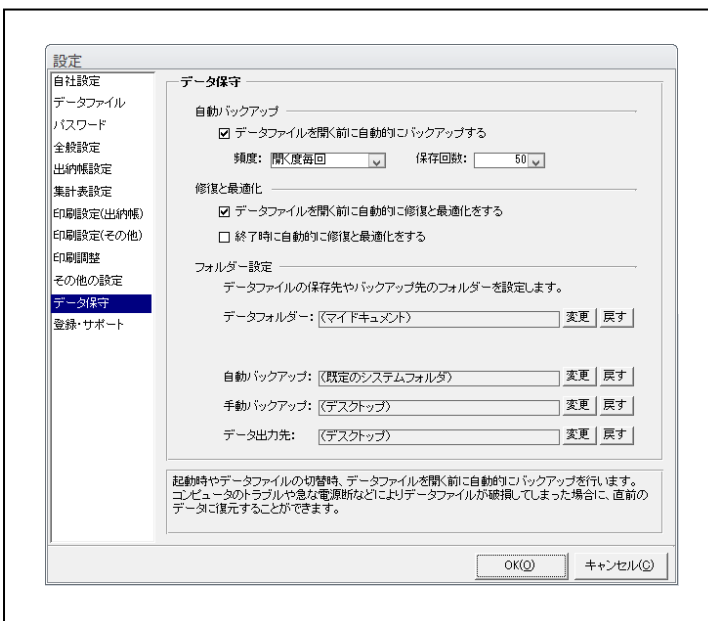 設定
自社設定
データファイル
パスワード
全般設定
出納帳設定
集計表設定
印刷設定(出納帳)
印刷設定(その他)
印刷調整
その他の設定
データ保守
登録・サポート
データ保守
自動バックアップ
データファイルを開く前に自動的にバックアップする
頻度: 開く度毎回 保存回数: 50
修復と最適化
データファイルを開く前に自動的に修復と最適化をする
終了時に自動的に修復と最適化をする
フォルダー設定
データファイルの保存先やバックアップ先のフォルダーを設定します。
データフォルダー: (マイドキュメント) 変更 戻す
自動バックアップ: (既定のシステムフォルダ) 変更 戻す
手動バックアップ: (デスクトップ) 変更 戻す
データ出力先: (デスクトップ) 変更 戻す
起動時やデータファイルの切替時、データファイルを開く前に自動的にバックアップを行います。
コンピュータのトラブルや急な電源断などによりデータファイルが破損してしまった場合に、直前の
データに復元することができます。
OK(O) キャンセル(C)